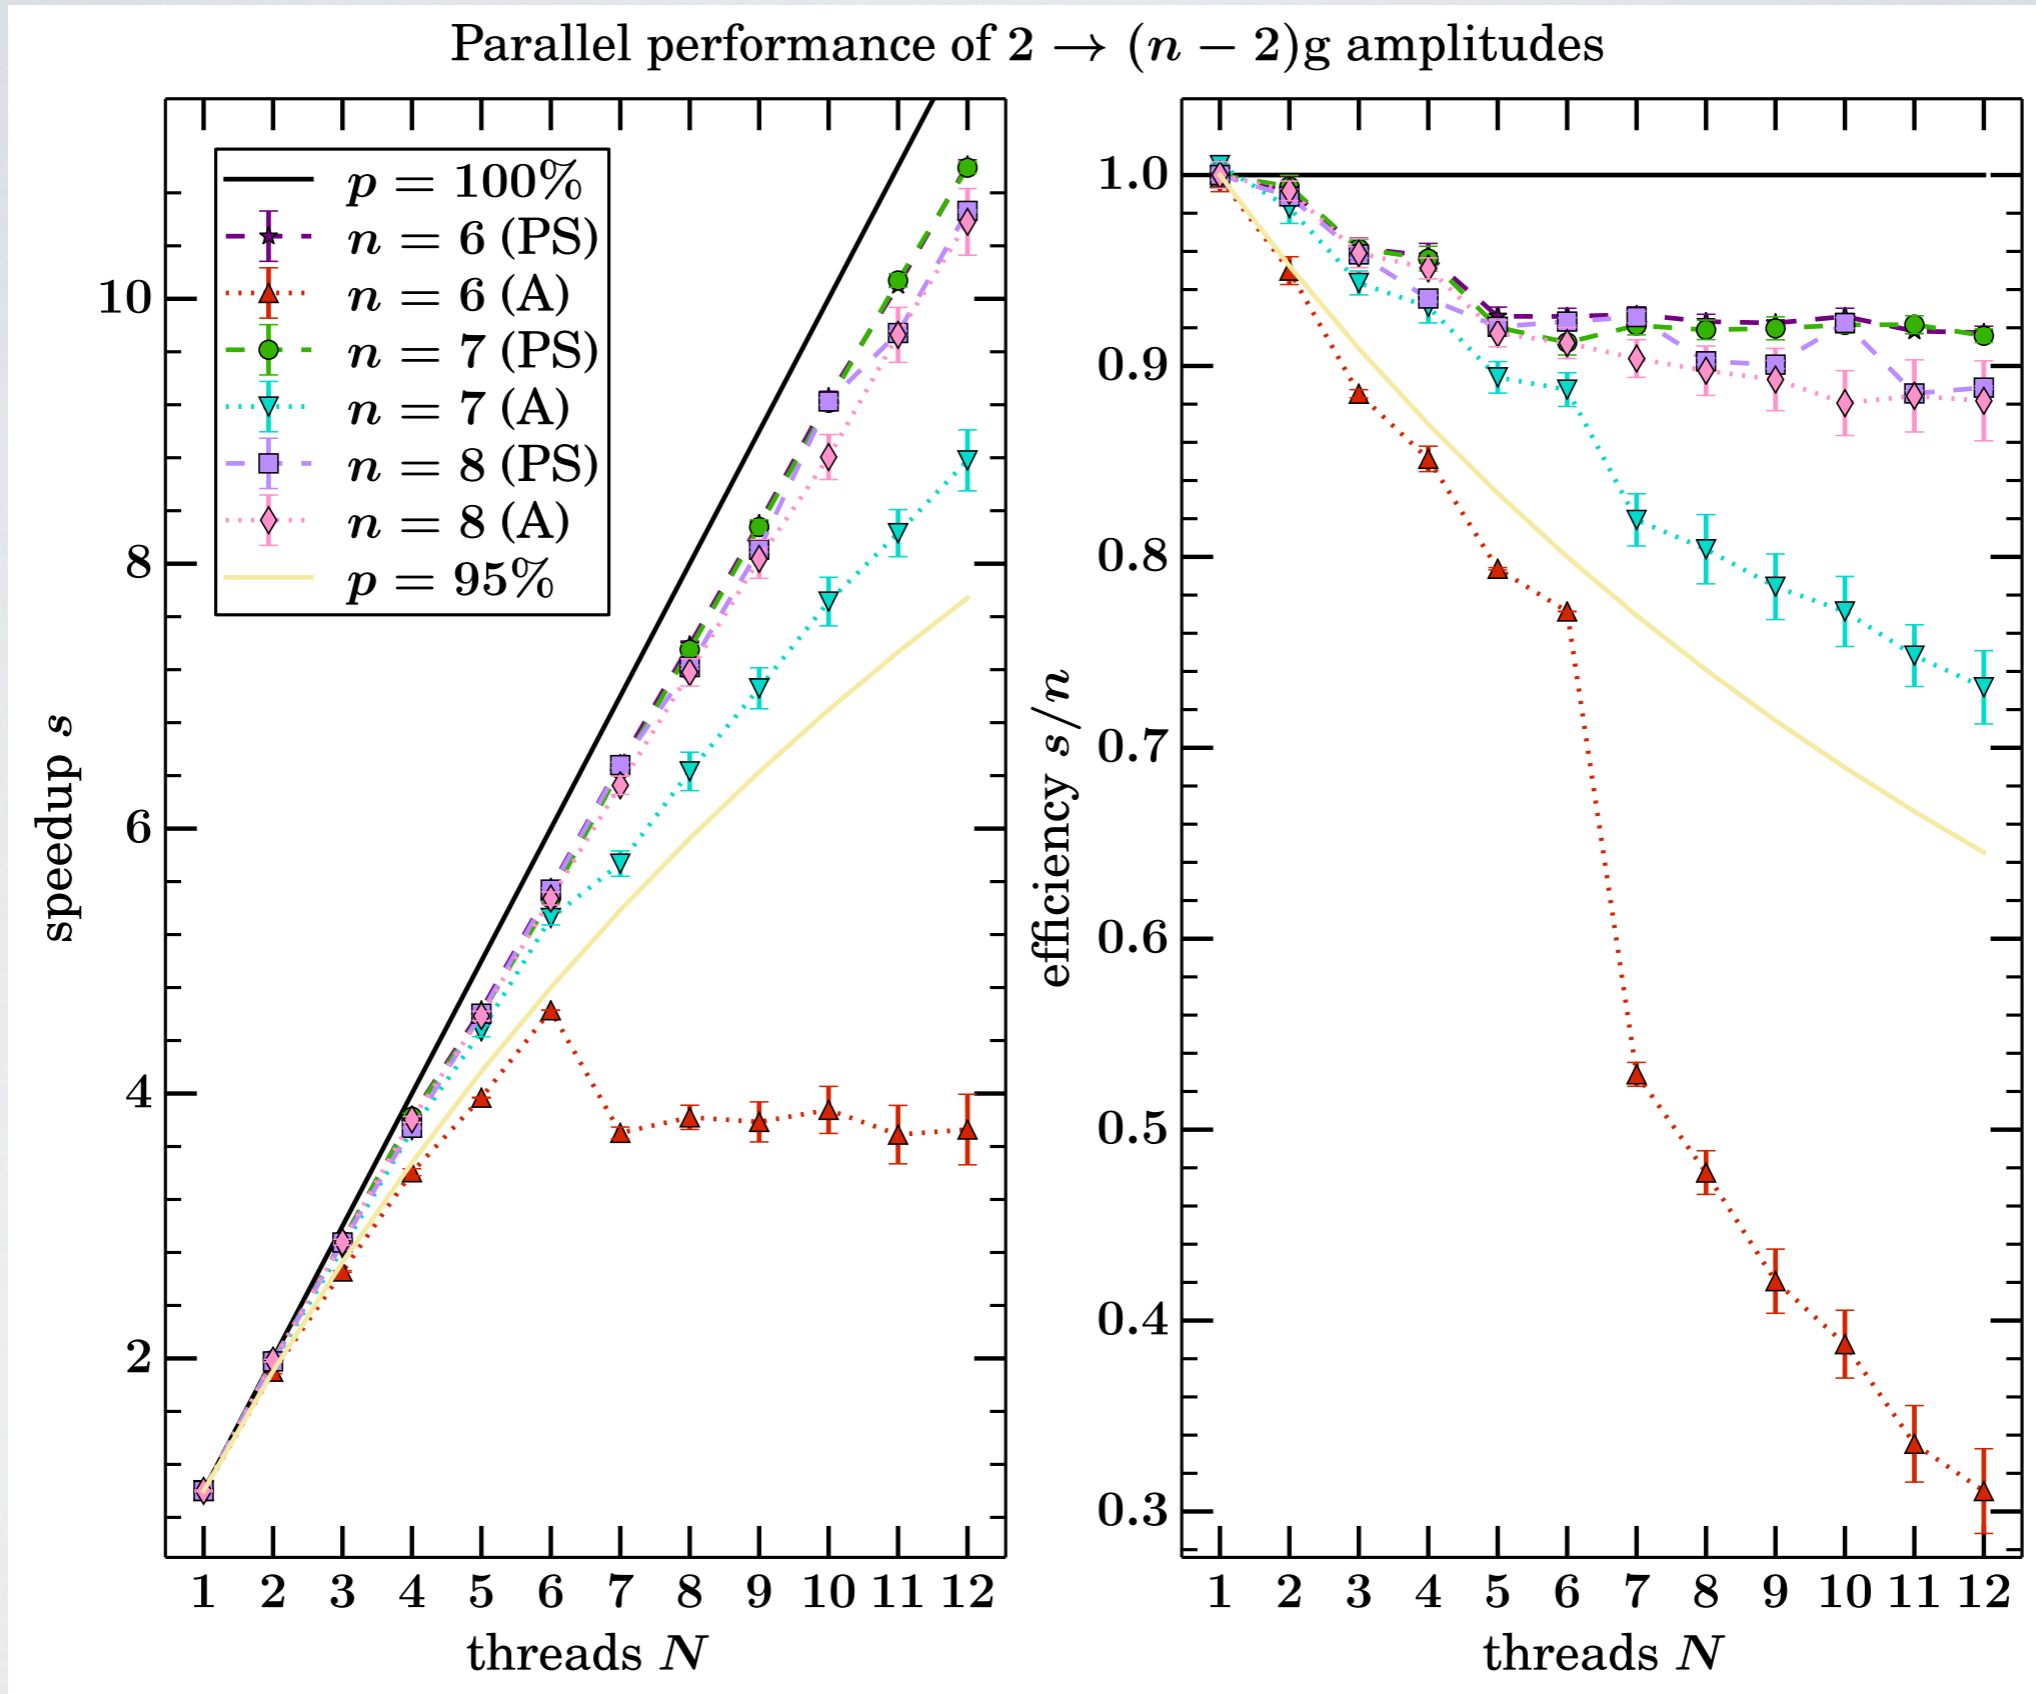 Parallel performance of 2 → (n − 2)g amplitudes
p = 100%
n = 6 (PS)
n = 6 (A)
n = 7 (PS)
n = 7 (A)
n = 8 (PS)
n = 8 (A)
p = 95%
speedup s
10
8
6
4
2
1 2 3 4 5 6 7 8 9 10 11 12
threads N
efficiency s/n
1.0
0.9
0.8
0.7
0.6
0.5
0.4
0.3
1 2 3 4 5 6 7 8 9 10 11 12
threads N